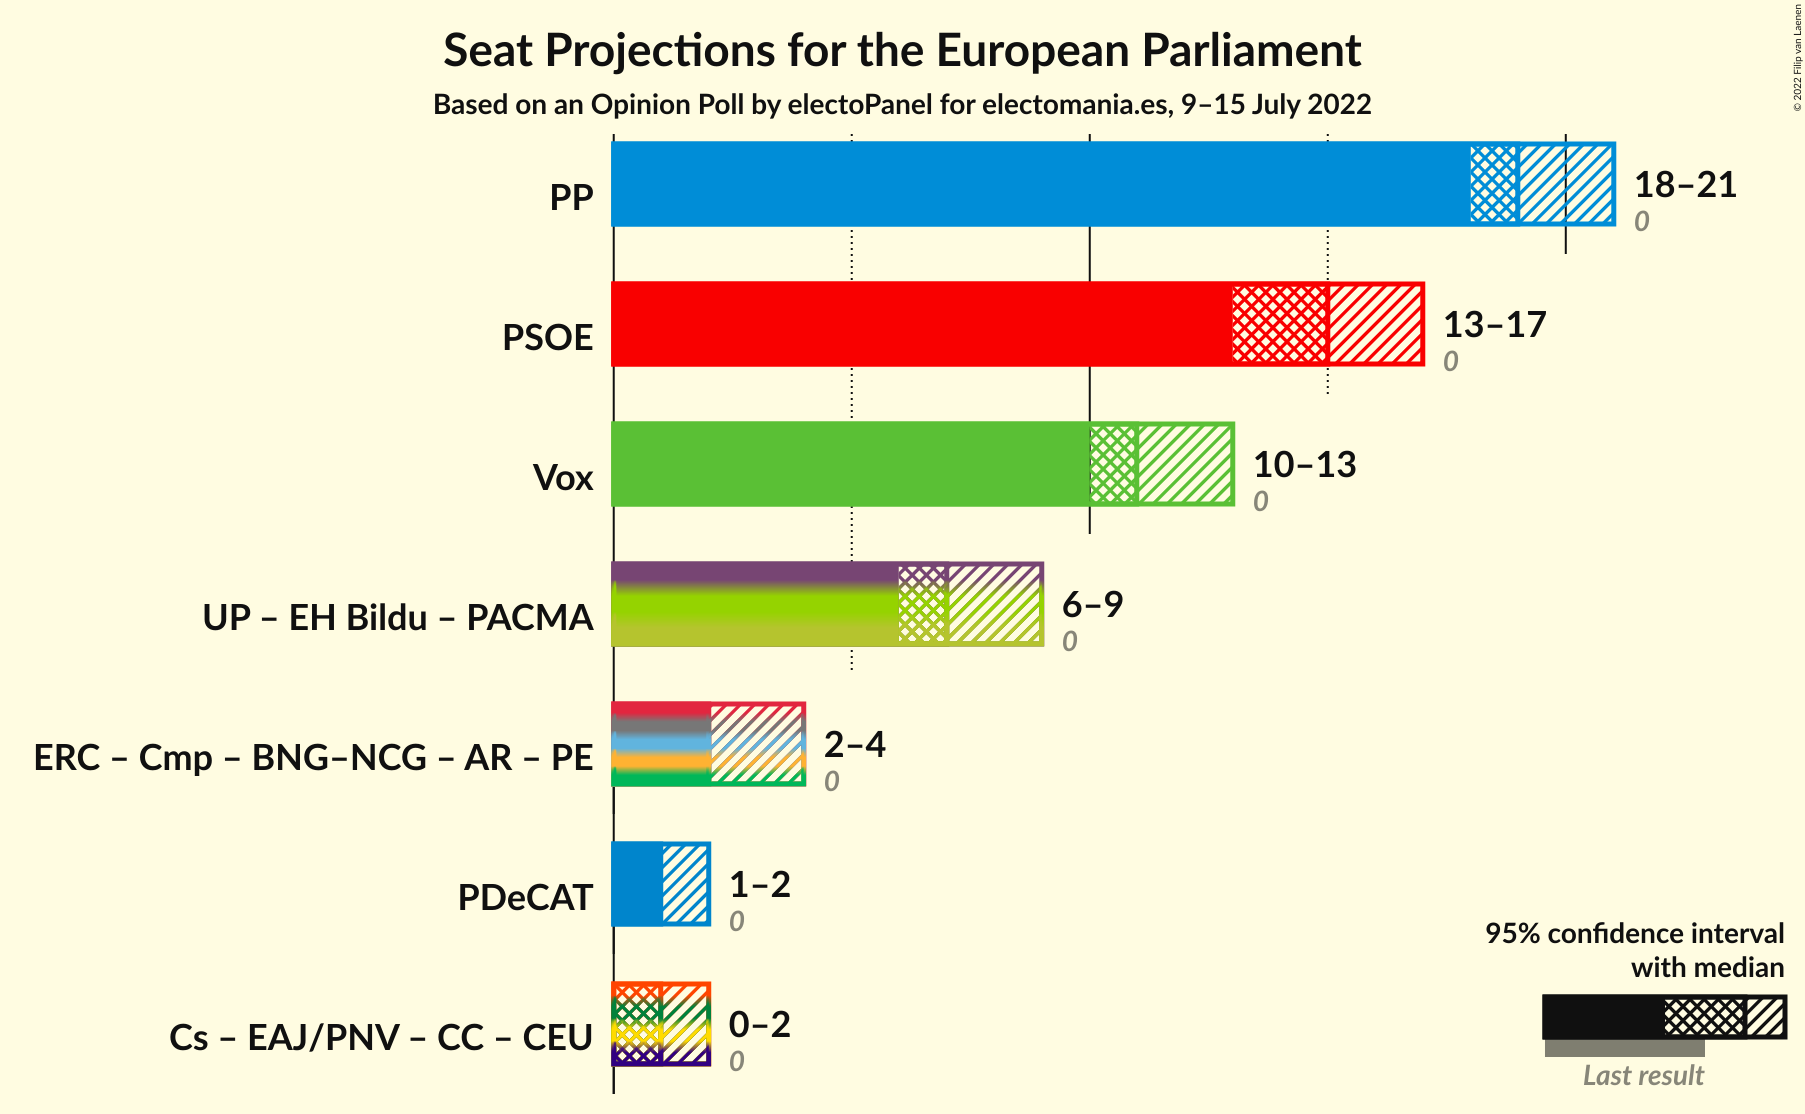 Seat Projections for the European Parliament
Based on an Opinion Poll by electoPanel for electomania.es, 9–15 July 2022
© 2022 Filip van Laenen
PP
18–21
0
PSOE
13–17
0
Vox
10–13
0
UP – EH Bildu – PACMA
6–9
0
ERC – Cmp – BNG–NCG – AR – PE
2–4
0
PDeCAT
1–2
0
Cs – EAJ/PNV – CC – CEU
0–2
0
95% confidence interval
with median
Last result